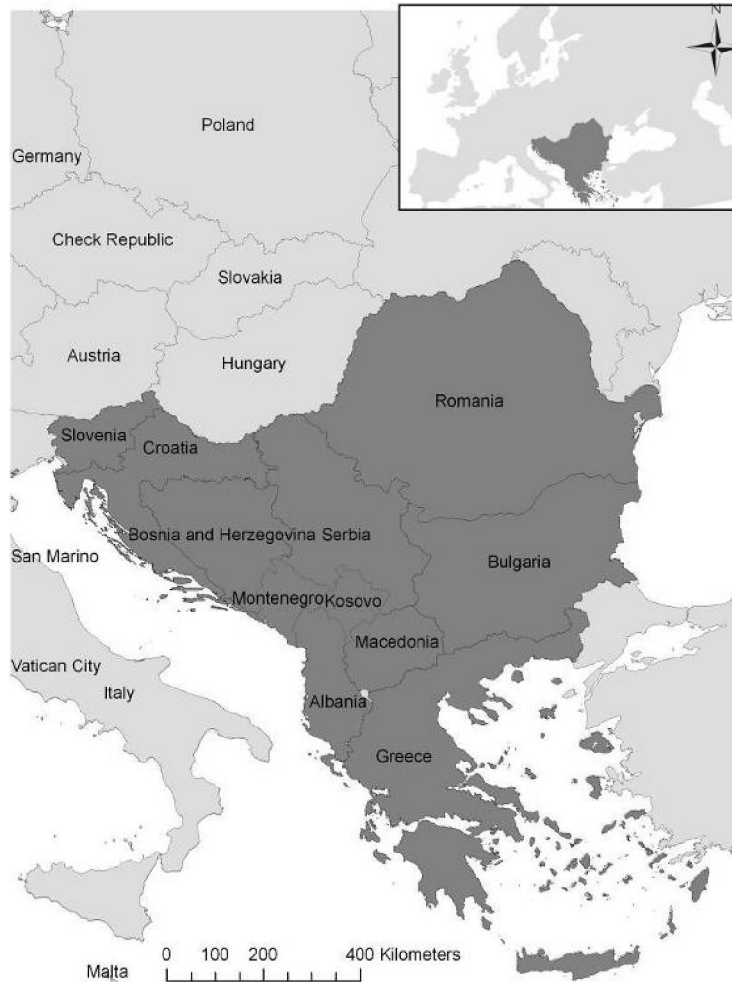 N
Poland
Germany
Check Republic
Slovakia
Austria
Hungary
Romania
Slovenia
Croatia
Bosnia and Herzegovina
Serbia
San Marino
Bulgaria
Montenegro
Kosovo
Macedonia
Vatican City
Italy
Albania
Greece
0 100 200 400 Kilometers
Malta